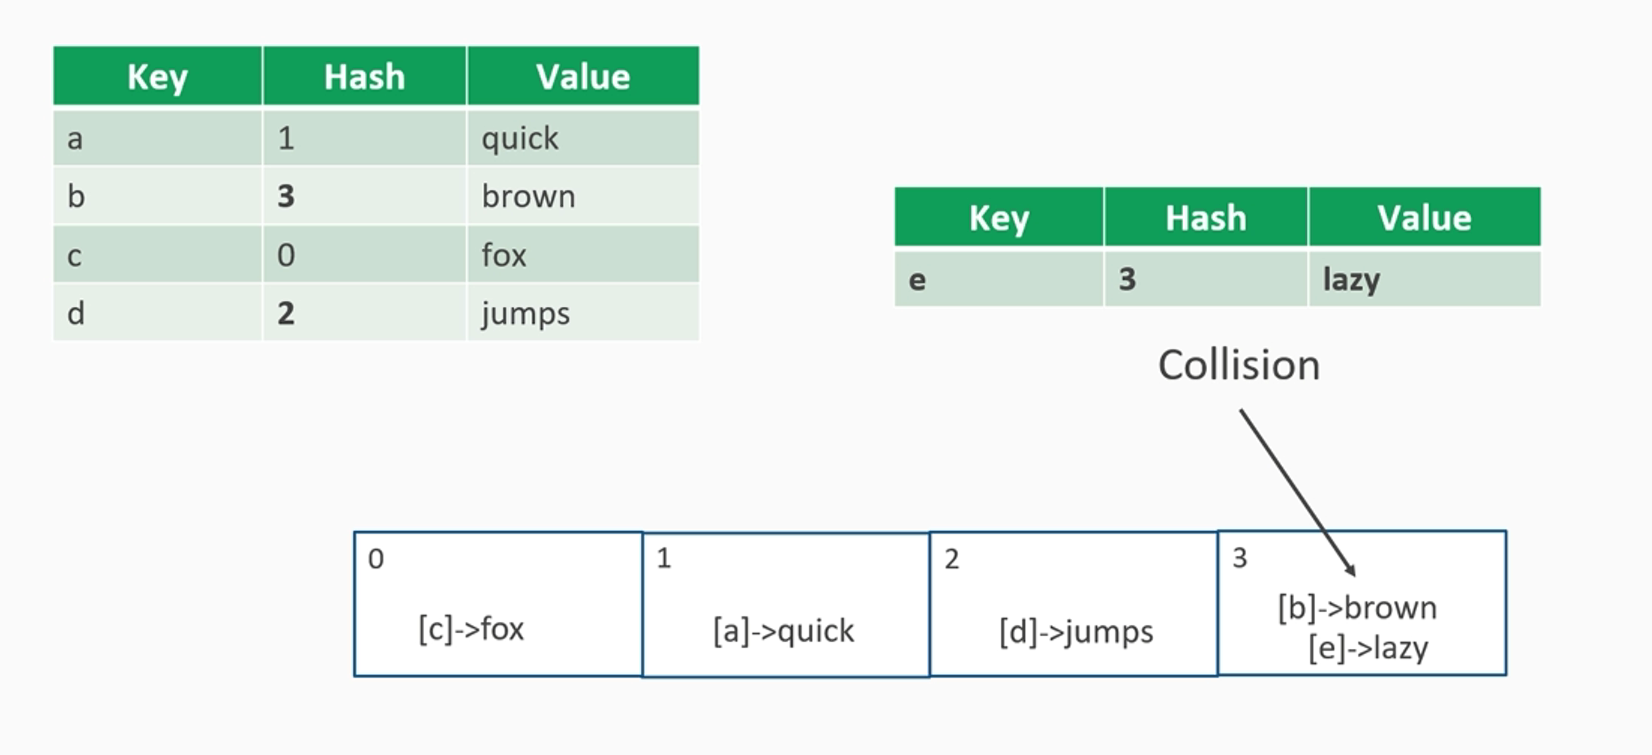 Key Hash Value
a 1 quick
b 3 brown
c 0 fox
d 2 jumps
Key Hash Value
e 3 lazy
Collision
0 1 2 3
[c]->fox [a]->quick [d]->jumps [b]->brown
[e]->lazy